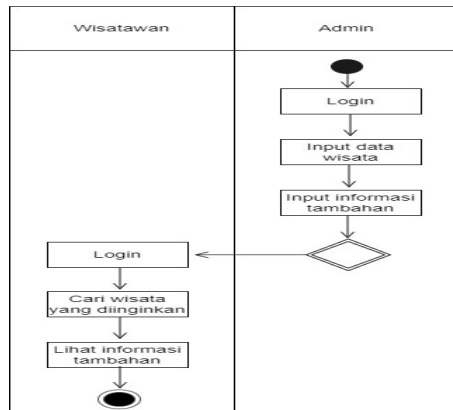 Wisatawan
Admin
Login
Input data
wisata
Input informasi
tambahan
Login
Cari wisata
yang diinginkan
Lihat informasi
tambahan